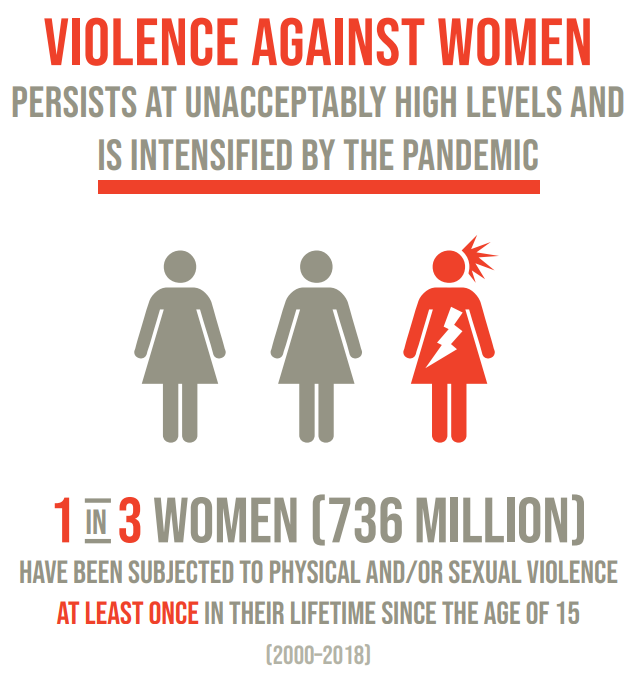 VIOLENCE AGAINST WOMEN
PERSISTS AT UNACCEPTABLY HIGH LEVELS AND
IS INTENSIFIED BY THE PANDEMIC
1 IN 3 WOMEN (736 MILLION)
HAVE BEEN SUBJECTED TO PHYSICAL AND/OR SEXUAL VIOLENCE
AT LEAST ONCE IN THEIR LIFETIME SINCE THE AGE OF 15
(2000–2018)